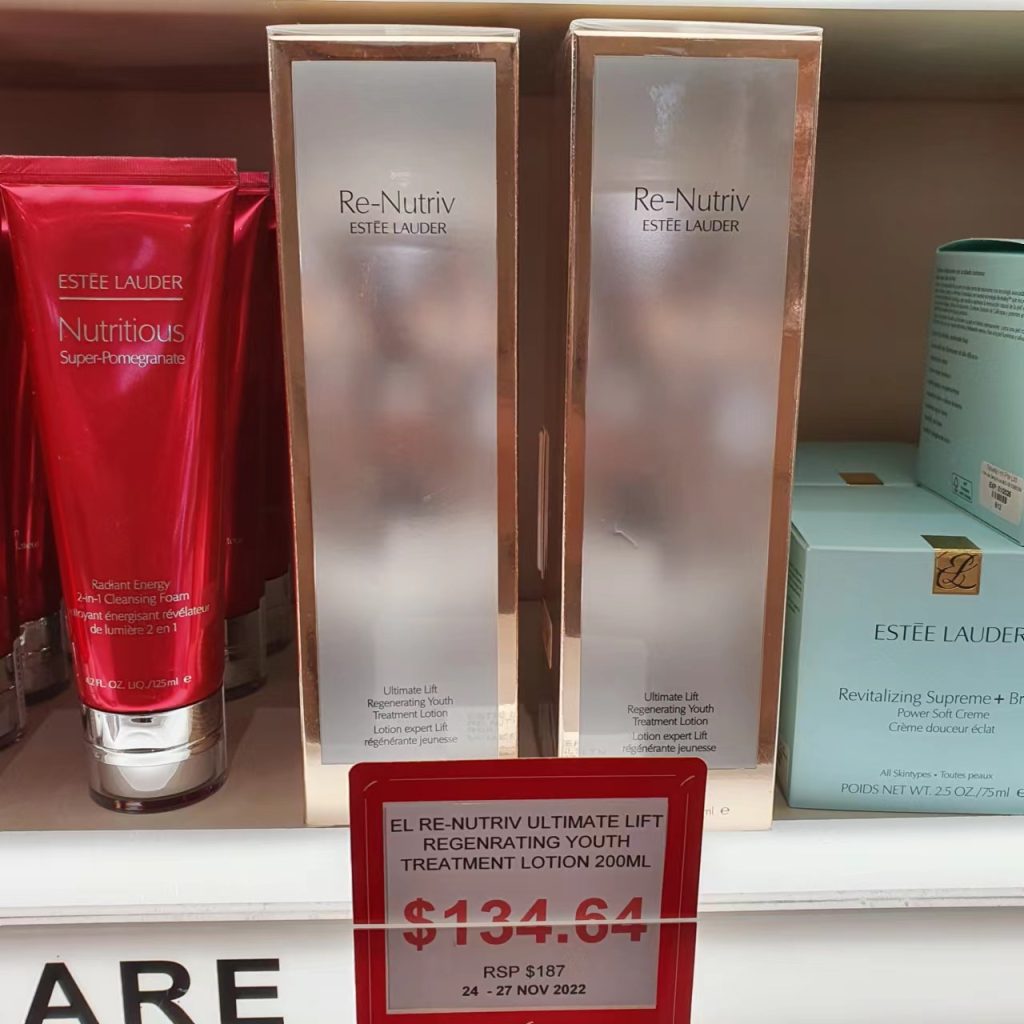 ESTĒE LAUDER
Nutritious
Super-Pomegranate
Radiant Energy
2-in-1 Cleansing Foam
énergisant révélateur
de lumière 2 en 1
4.2 FL. OZ. LIQ./125ml e
Re-Nutriv
ESTĒE LAUDER
Ultimate Lift
Regenerating Youth
Treatment Lotion
Lotion expert Lift
régénérante jeunesse
Re-Nutriv
ESTĒE LAUDER
Ultimate Lift
Regenerating Youth
Treatment Lotion
Lotion expert Lift
régénérante jeunesse
ml e
ESTĒE LAUDER
Revitalizing Supreme+ Br
Power Soft Creme
Crème douceur éclat
All Skintypes • Toutes peaux
POIDS NET WT. 2.5 OZ./75ml e
EL RE-NUTRIV ULTIMATE LIFT
REGENRATING YOUTH
TREATMENT LOTION 200ML
$134.64
RSP $187
24 - 27 NOV 2022
ARE